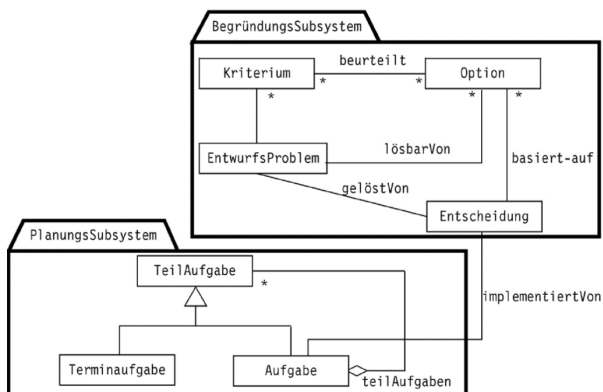 BegründungsSubsystem
beurteilt
Kriterium
Option
*
*
*
*
*
lösbarVon
EntwurfsProblem
basiert-auf
gelöstVon
Entscheidung
PlanungsSubsystem
TeilAufgabe
*
implementiertVon
Terminaufgabe
Aufgabe
teilAufgaben